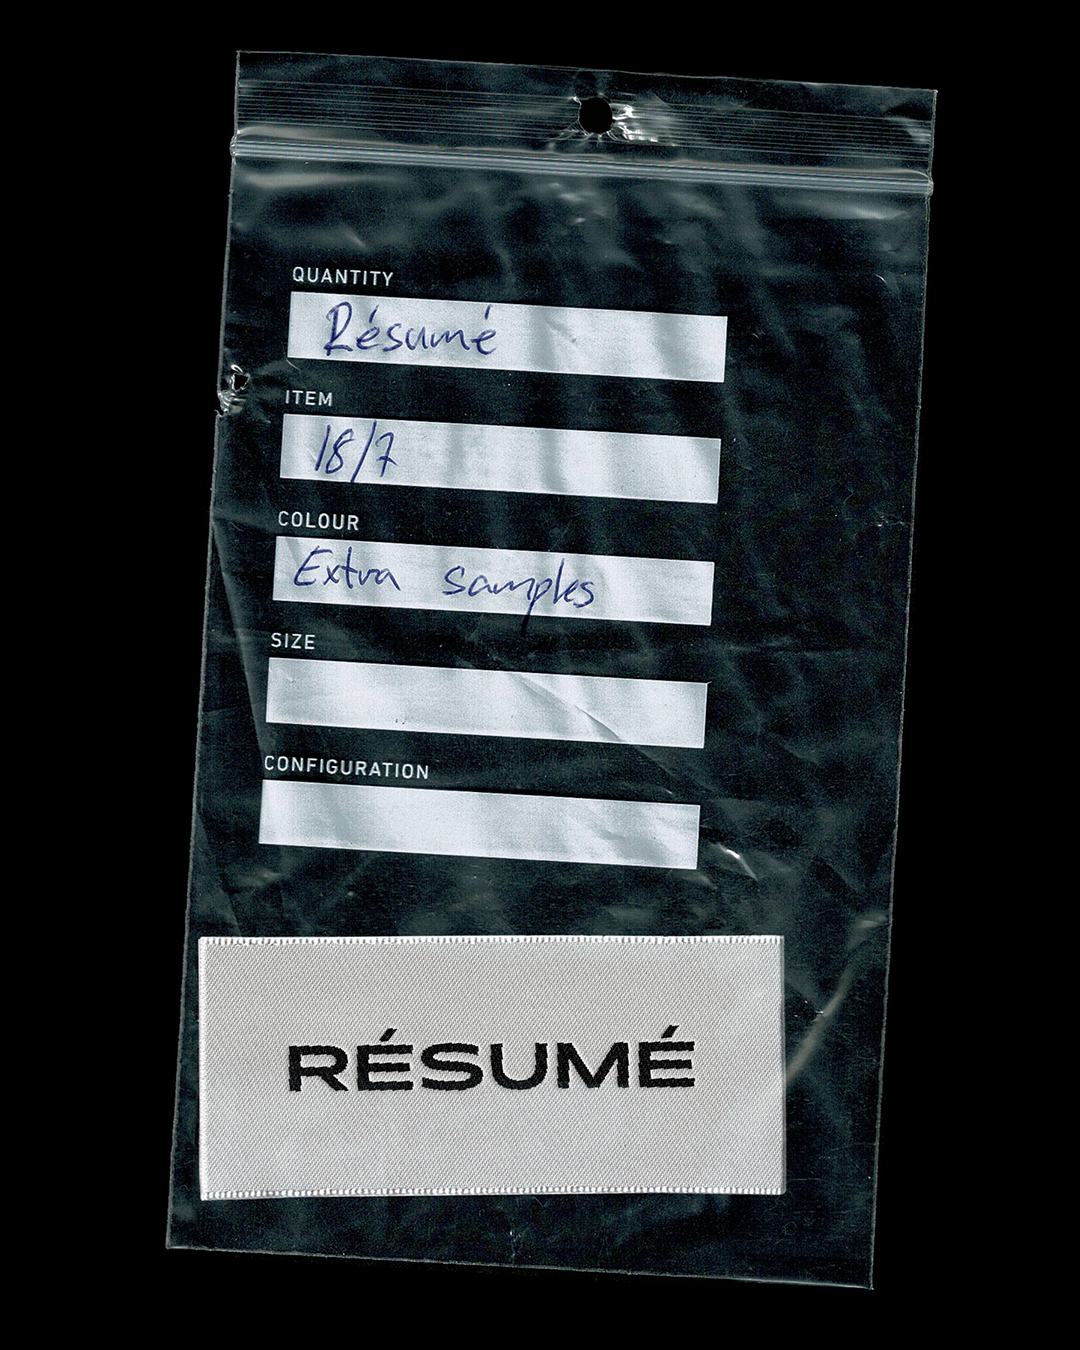 QUANTITY
Résumé
ITEM
18/7
COLOUR
Extra samples
SIZE
CONFIGURATION
RÉSUMÉ